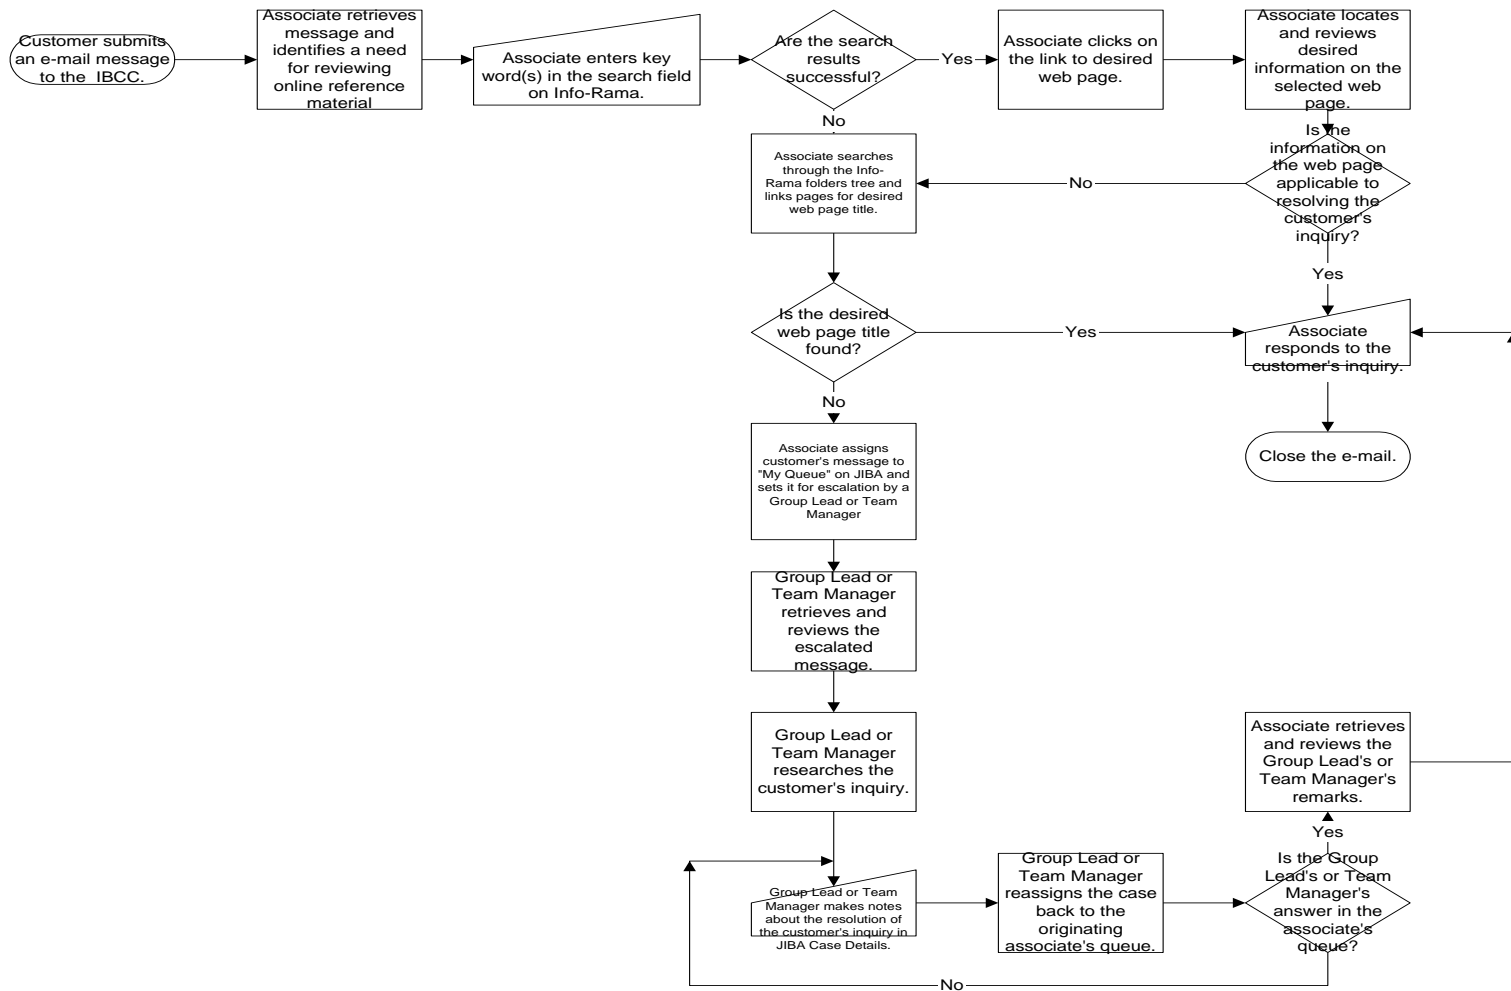 Customer submits
an e-mail message
to the  IBCC.
Associate retrieves
message and
identifies a need
for reviewing
online reference
material
Associate enters key
word(s) in the search field
on Info-Rama.
Are the search
results
successful?
Yes
Associate clicks on
the link to desired
web page.
Associate locates
and reviews
desired
information on the
selected web
page.
No
Is the
information on
the web page
applicable to
resolving the
customer's
inquiry?
No
Associate searches
through the Info-
Rama folders tree and
links pages for desired
web page title.
Yes
Is the desired
web page title
found?
Yes
Associate
responds to the
customer's inquiry.
No
Close the e-mail.
Associate assigns
customer's message to
"My Queue" on JIBA and
sets it for escalation by a
Group Lead or Team
Manager
Group Lead or
Team Manager
retrieves and
reviews the
escalated
message.
Group Lead or
Team Manager
researches the
customer's inquiry.
Associate retrieves
and reviews the
Group Lead's or
Team Manager's
remarks.
Yes
Group Lead or Team
Manager makes notes
about the resolution of
the customer's inquiry in
JIBA Case Details.
Group Lead or
Team Manager
reassigns the case
back to the
originating
associate's queue.
Is the Group
Lead's or Team
Manager's
answer in the
associate's
queue?
No